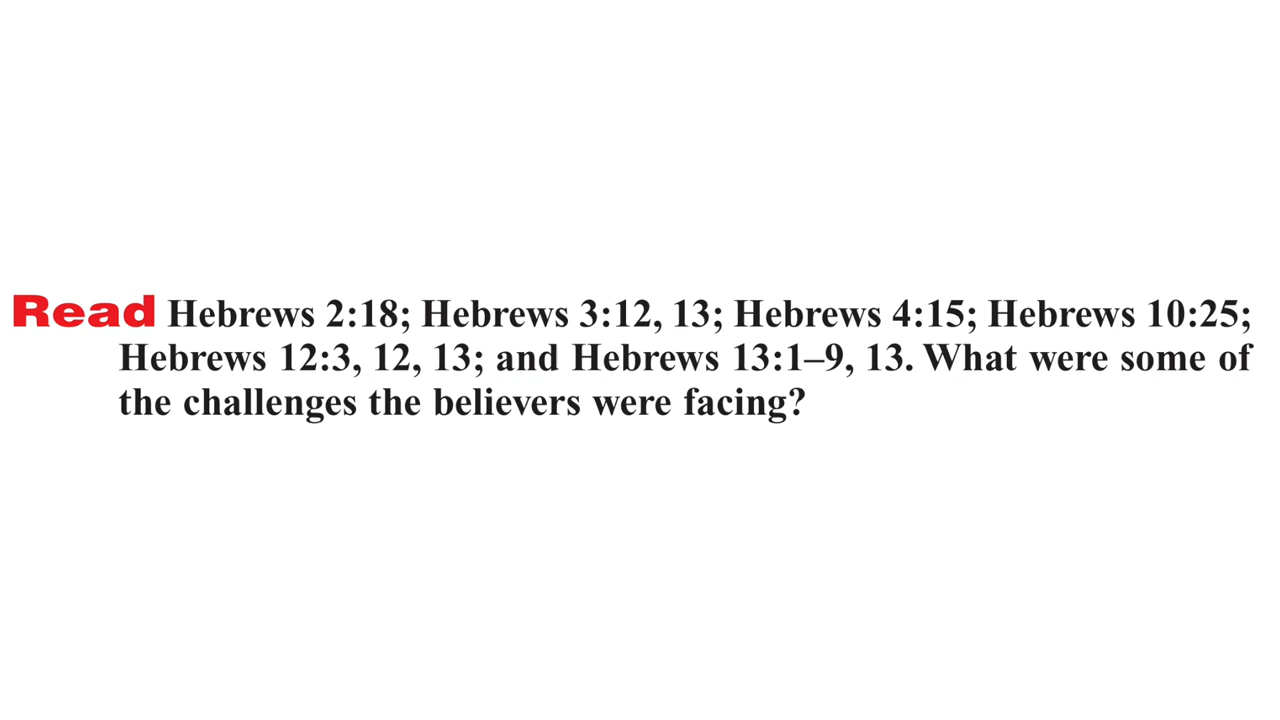 Read Hebrews 2:18; Hebrews 3:12, 13; Hebrews 4:15; Hebrews 10:25;
Hebrews 12:3, 12, 13; and Hebrews 13:1–9, 13. What were some of
the challenges the believers were facing?